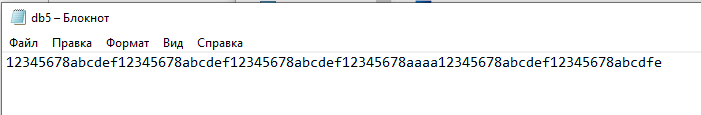 db5 – Блокнот
Файл Правка Формат Вид Справка
12345678abcdef12345678abcdef12345678abcdef12345678aaaa12345678abcdef12345678abcdfe